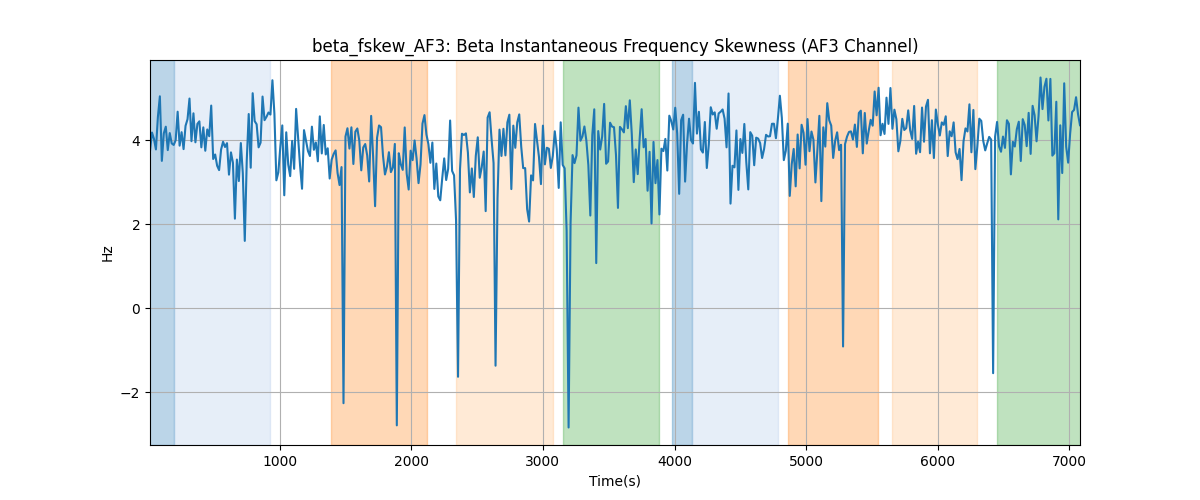 beta_fskew_AF3: Beta Instantaneous Frequency Skewness (AF3 Channel)
4
2
0
−2
Hz
1000 2000 3000 4000 5000 6000 7000
Time(s)